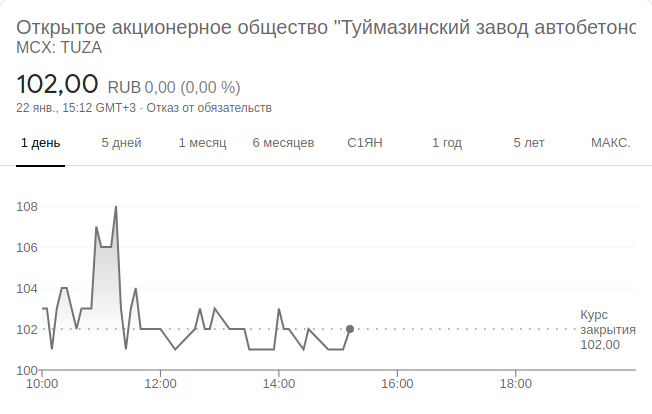 Открытое акционерное общество "Туймазинский завод автобетоно
MCX: TUZA
102,00 RUB 0,00 (0,00 %)
22 янв., 15:12 GMT+3 · Отказ от обязательств
1 день 5 дней 1 месяц 6 месяцев С1ЯН 1 год 5 лет МАКС.
108
106
104
102
100
Курс
закрытия
102,00
10:00 12:00 14:00 16:00 18:00